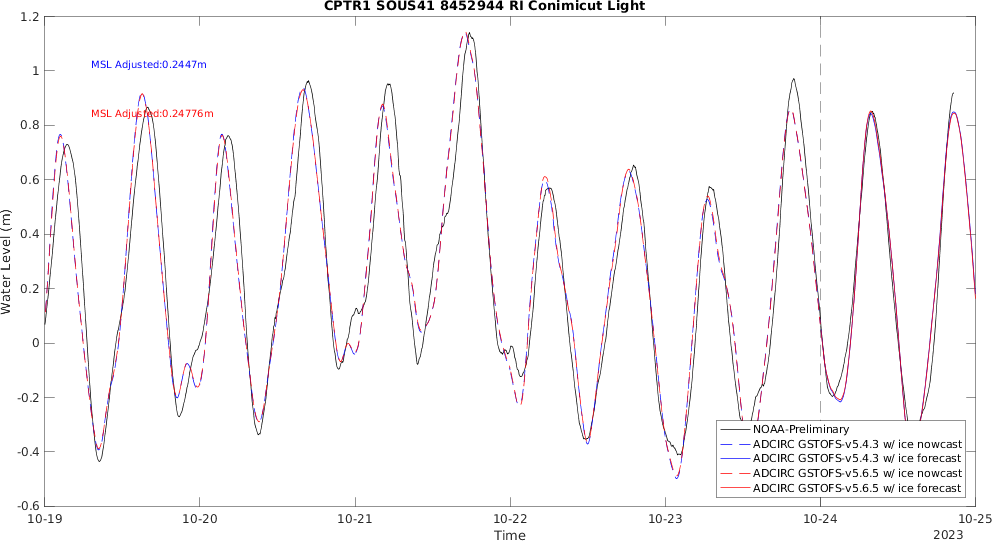 CPTR1 SOUS41 8452944 RI Conimicut Light
1.2
1
0.8
0.6
0.4
0.2
0
-0.2
-0.4
-0.6
Water Level (m)
MSL Adjusted:0.2447m
MSL Adjusted:0.24776m
NOAA-Preliminary
ADCIRC GSTOFS-v5.4.3 w/ ice nowcast
ADCIRC GSTOFS-v5.4.3 w/ ice forecast
ADCIRC GSTOFS-v5.6.5 w/ ice nowcast
ADCIRC GSTOFS-v5.6.5 w/ ice forecast
10-19 10-20 10-21 10-22 10-23 10-24 10-25
Time
2023